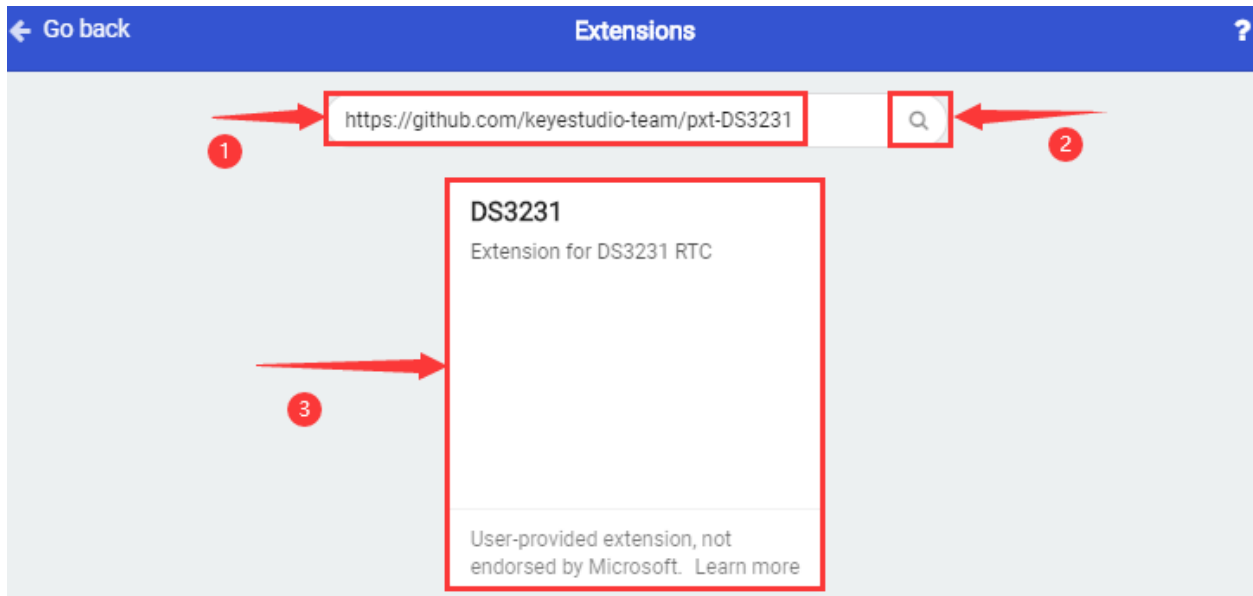 Go back
Extensions
?
https://github.com/keyestudio-team/pxt-DS3231
1
2
DS3231
Extension for DS3231 RTC
3
User-provided extension, not
endorsed by Microsoft. Learn more